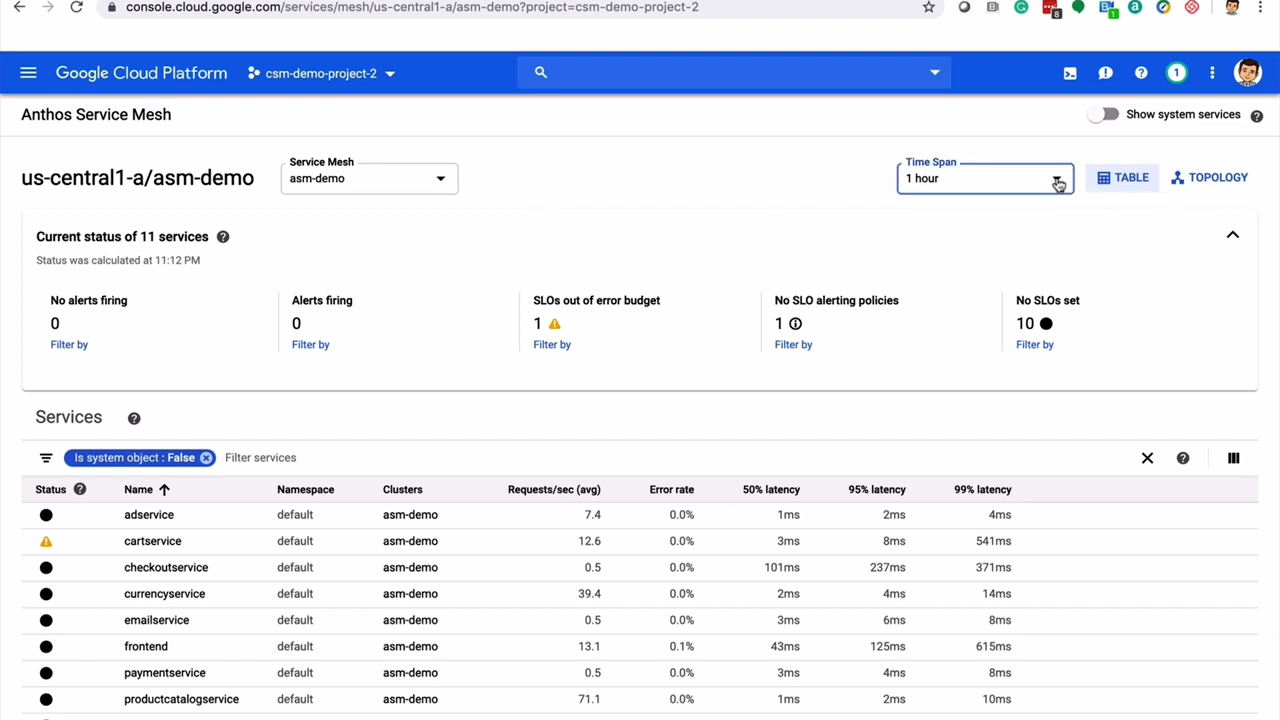 console.cloud.google.com/services/mesh/us-central1-a/asm-demo?project=csm-demo-project-2
8
1
Google Cloud Platform csm-demo-project-2
1
Anthos Service Mesh Show system services
us-central1-a/asm-demo
Service Mesh
asm-demo
Time Span
1 hour
TABLE TOPOLOGY
Current status of 11 services
Status was calculated at 11:12 PM
No alerts firing Alerts firing SLOs out of error budget No SLO alerting policies No SLOs set
0 0 1 1 10
Filter by Filter by Filter by Filter by Filter by
Services
Is system object : False Filter services
Status Name Namespace Clusters Requests/sec (avg) Error rate 50% latency 95% latency 99% latency
adservice default asm-demo 7.4 0.0% 1ms 2ms 4ms
cartservice default asm-demo 12.6 0.0% 3ms 8ms 541ms
checkoutservice default asm-demo 0.5 0.0% 101ms 237ms 371ms
currencyservice default asm-demo 39.4 0.0% 2ms 4ms 14ms
emailservice default asm-demo 0.5 0.0% 3ms 6ms 8ms
frontend default asm-demo 13.1 0.1% 43ms 125ms 615ms
paymentservice default asm-demo 0.5 0.0% 3ms 4ms 8ms
productcatalogservice default asm-demo 71.1 0.0% 1ms 2ms 10ms